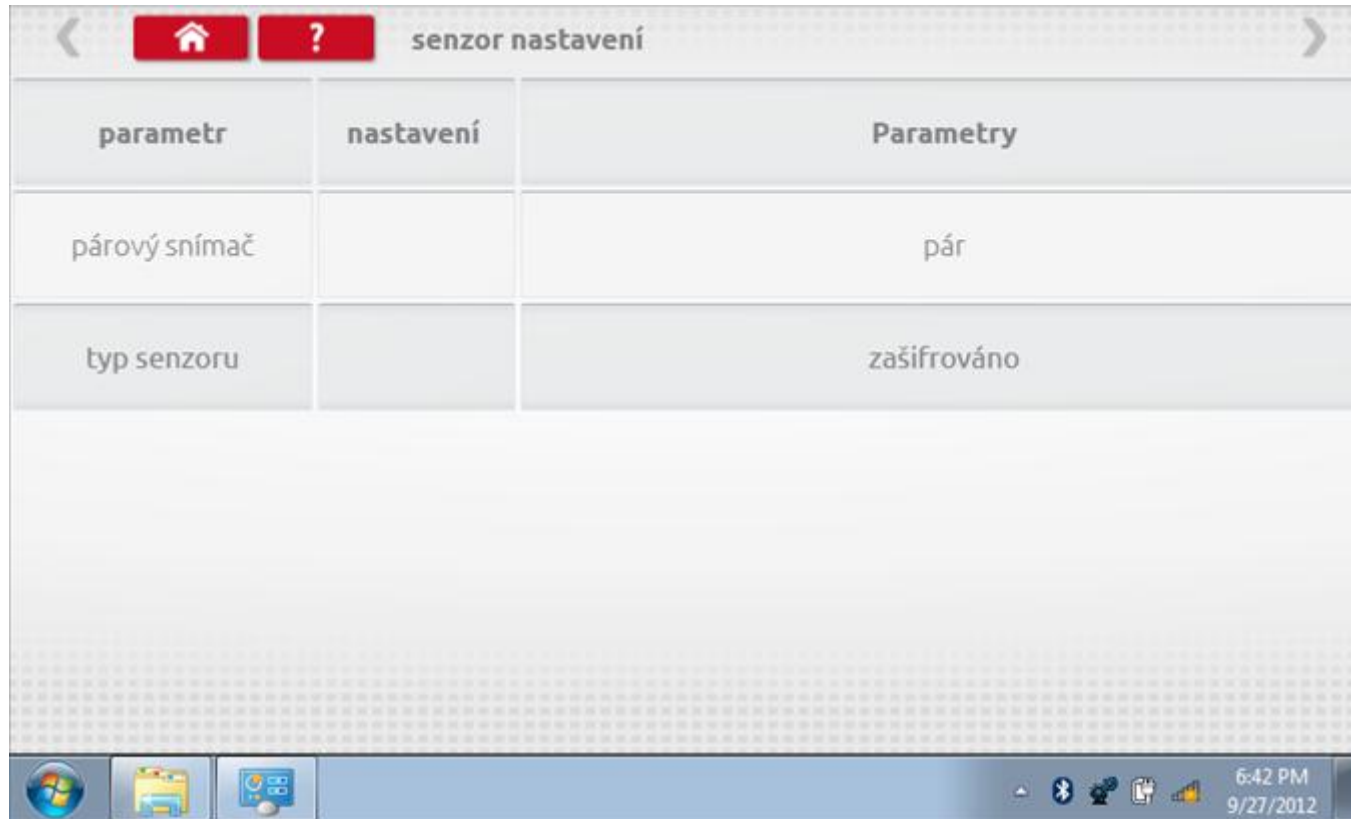 ? senzor nastavení
parametr nastavení Parametry
párový snímač pár
typ senzoru zašifrováno
6:42 PM
9/27/2012